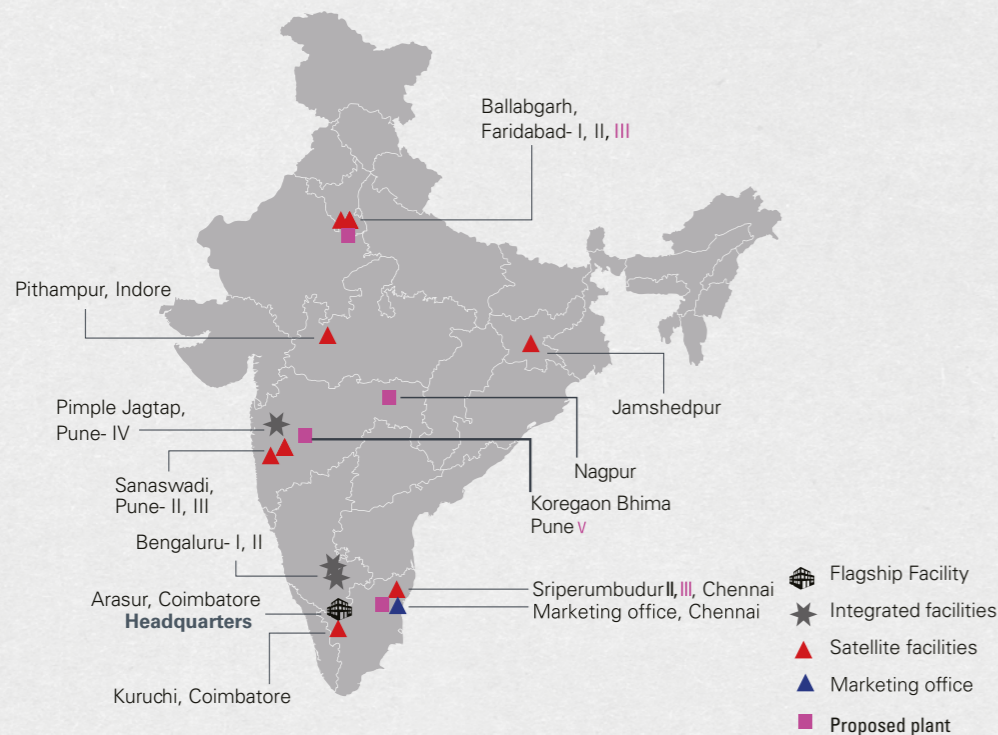 Ballabgarh,
Faridabad- I, II, III
Pithampur, Indore
Jamshedpur
Pimple Jagtap,
Pune- IV
Nagpur
Sanaswadi,
Pune- II, III
Koregaon Bhima
Pune V
Bengaluru- I, II
Arasur, Coimbatore
Headquarters
Sriperumbudur II, III, Chennai
Marketing office, Chennai
Kuruchi, Coimbatore
Flagship Facility
Integrated facilities
Satellite facilities
Marketing office
Proposed plant